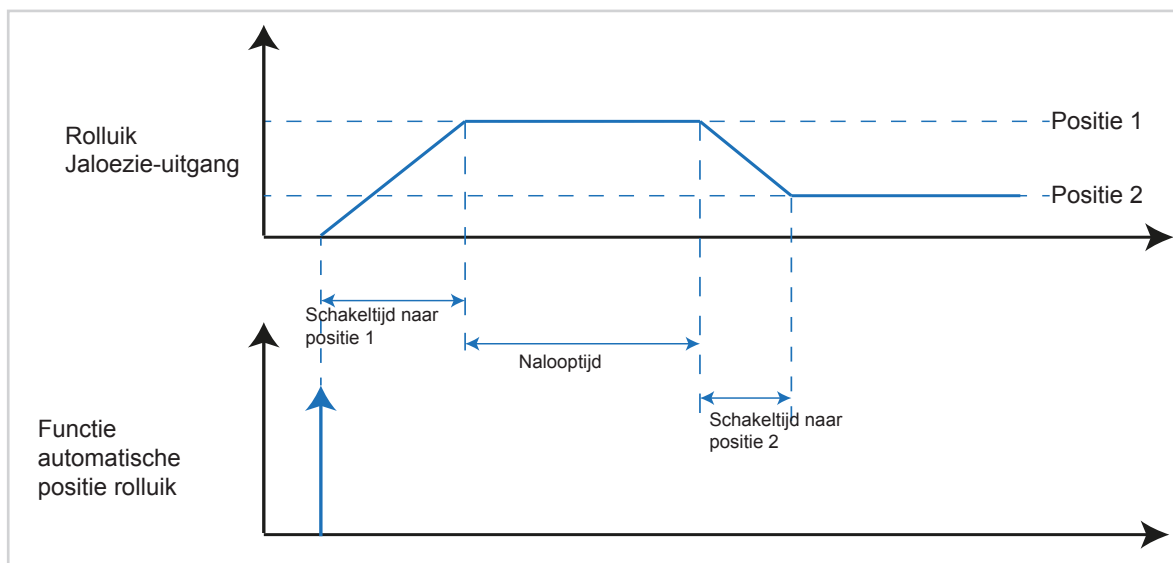 Rolluik
Jaloezie-uitgang
Positie 1
Positie 2
Schakeltijd naar
positie 1
Nalooptijd
Schakeltijd naar
positie 2
Functie
automatische
positie rolluik